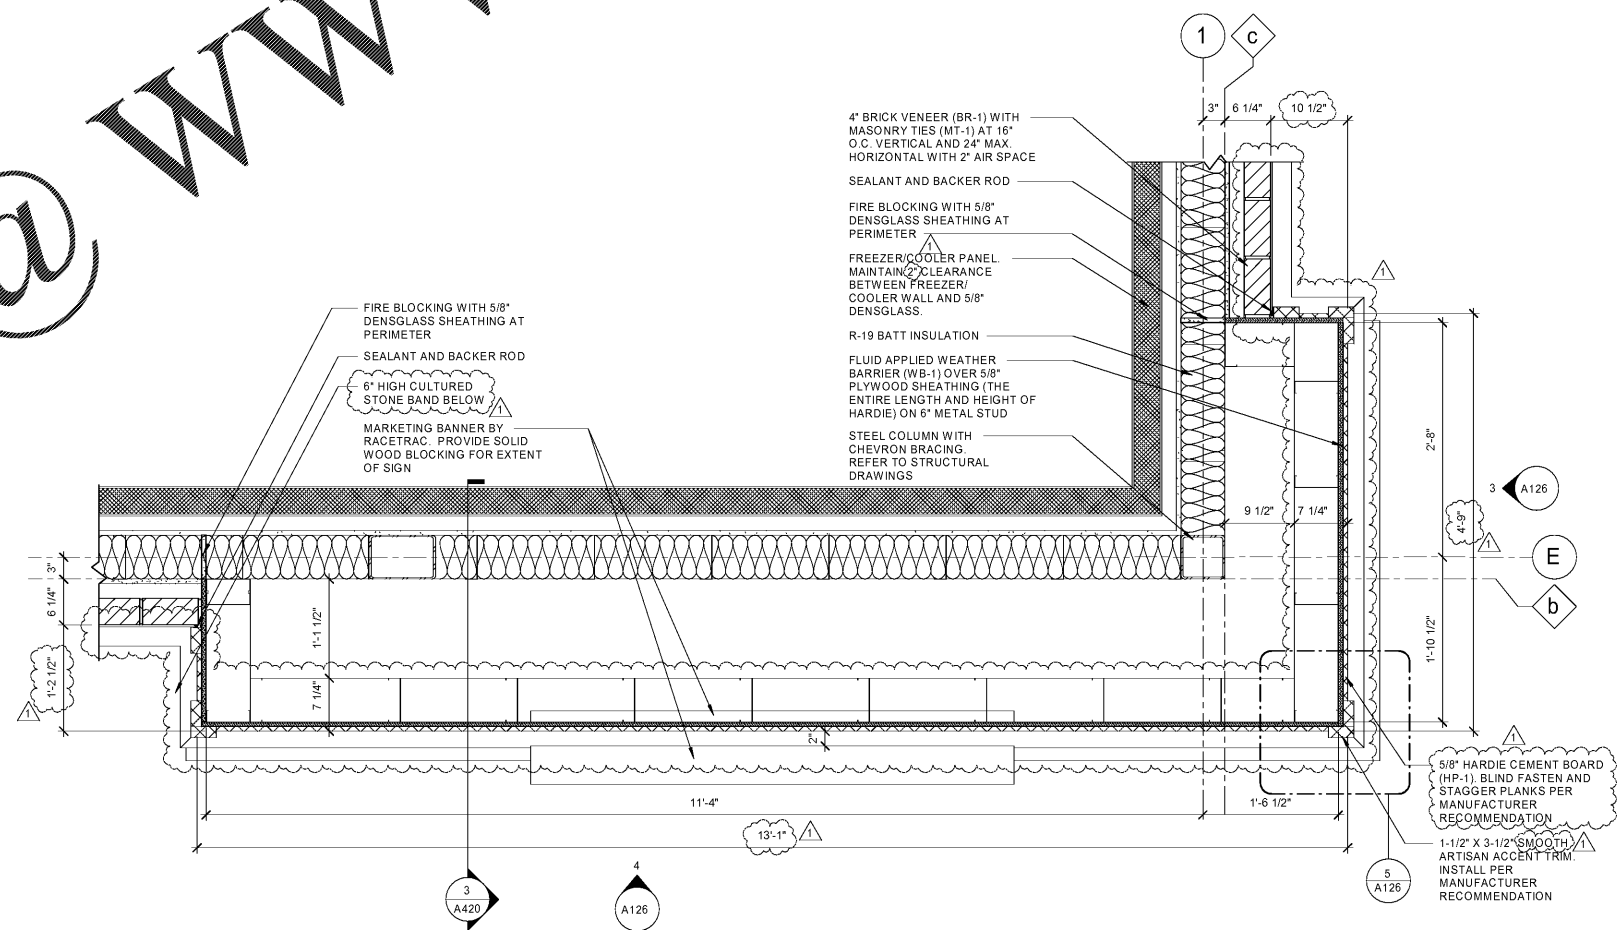 @ WW
1
C
3"
6 1/4"
10 1/2"
4" BRICK VENEER (BR-1) WITH
MASONRY TIES (MT-1) AT 16"
O.C. VERTICAL AND 24" MAX.
HORIZONTAL WITH 2" AIR SPACE
SEALANT AND BACKER ROD
FIRE BLOCKING WITH 5/8"
DENSGLASS SHEATHING AT
PERIMETER
1
FREEZER/COOLER PANEL.
MAINTAIN 2" CLEARANCE
BETWEEN FREEZER/
COOLER WALL AND 5/8"
DENSGLASS.
R-19 BATT INSULATION
FLUID APPLIED WEATHER
BARRIER (WB-1) OVER 5/8"
PLYWOOD SHEATHING (THE
ENTIRE LENGTH AND HEIGHT OF
HARDIE) ON 6" METAL STUD
STEEL COLUMN WITH
CHEVRON BRACING.
REFER TO STRUCTURAL
DRAWINGS
FIRE BLOCKING WITH 5/8"
DENSGLASS SHEATHING AT
PERIMETER
SEALANT AND BACKER ROD
6" HIGH CULTURED
STONE BAND BELOW
1
MARKETING BANNER BY
RACETRAC. PROVIDE SOLID
WOOD BLOCKING FOR EXTENT
OF SIGN
1
2'-8"
3
A126
4'-9"
1
9 1/2"
7 1/4"
E
b
1'-10 1/2"
3"
6 1/4"
1'-2 1/2"
1
1'-1 1/2"
7 1/4"
2"
11'-4"
1'-6 1/2"
13'-1"
1
1
5/8" HARDIE CEMENT BOARD
(HP-1). BLIND FASTEN AND
STAGGER PLANKS PER
MANUFACTURER
RECOMMENDATION
1-1/2" X 3-1/2" SMOOTH
1
ARTISAN ACCENT TRIM.
INSTALL PER
MANUFACTURER
RECOMMENDATION
5
A126
3
A420
4
A126